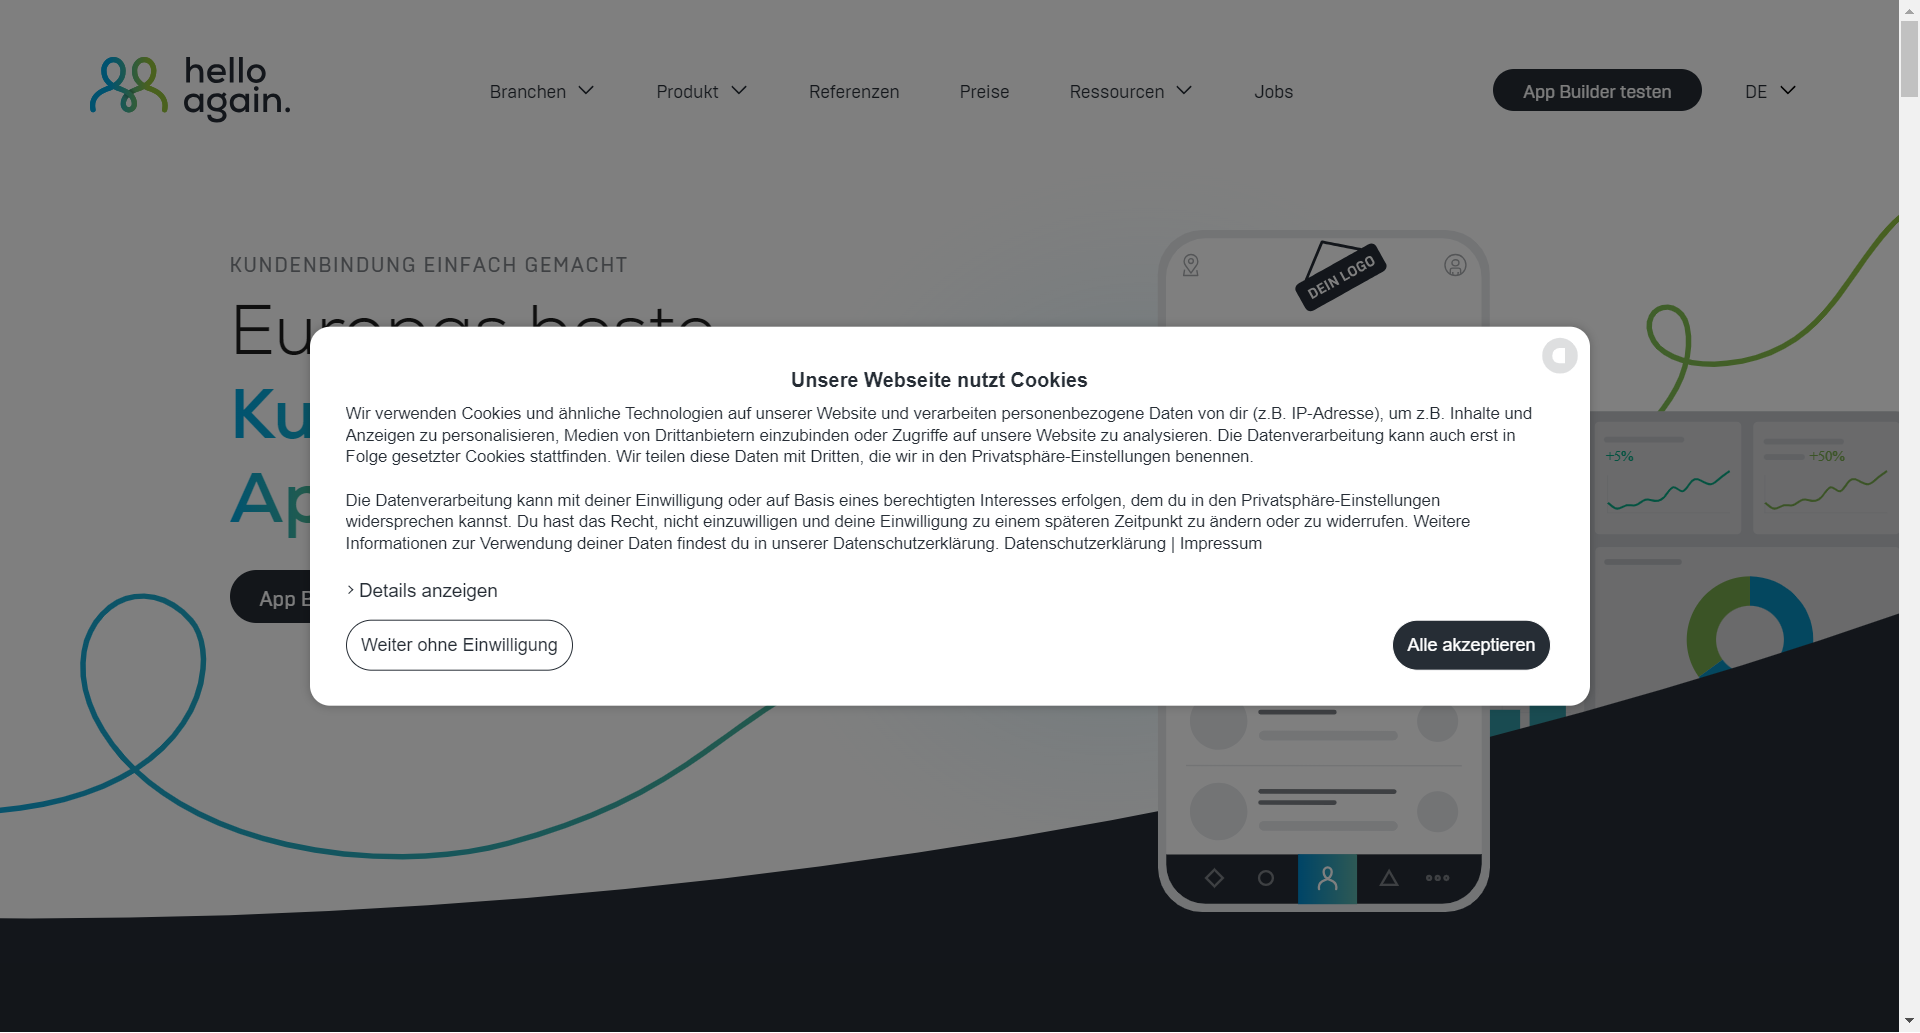 hello
again.
Branchen
Produkt
Referenzen
Preise
Ressourcen
Jobs
App Builder testen
DE
KUNDENBINDUNG EINFACH GEMACHT
Europas beste
DEIN LOGO
+5%
+50%
Unsere Webseite nutzt Cookies
Wir verwenden Cookies und ähnliche Technologien auf unserer Website und verarbeiten personenbezogene Daten von dir (z.B. IP-Adresse), um z.B. Inhalte und
Anzeigen zu personalisieren, Medien von Drittanbietern einzubinden oder Zugriffe auf unsere Website zu analysieren. Die Datenverarbeitung kann auch erst in
Folge gesetzter Cookies stattfinden. Wir teilen diese Daten mit Dritten, die wir in den Privatsphäre-Einstellungen benennen.
Die Datenverarbeitung kann mit deiner Einwilligung oder auf Basis eines berechtigten Interesses erfolgen, dem du in den Privatsphäre-Einstellungen
widersprechen kannst. Du hast das Recht, nicht einzuwilligen und deine Einwilligung zu einem späteren Zeitpunkt zu ändern oder zu widerrufen. Weitere
Informationen zur Verwendung deiner Daten findest du in unserer Datenschutzerklärung. Datenschutzerklärung | Impressum
Details anzeigen
Weiter ohne Einwilligung
Alle akzeptieren
App